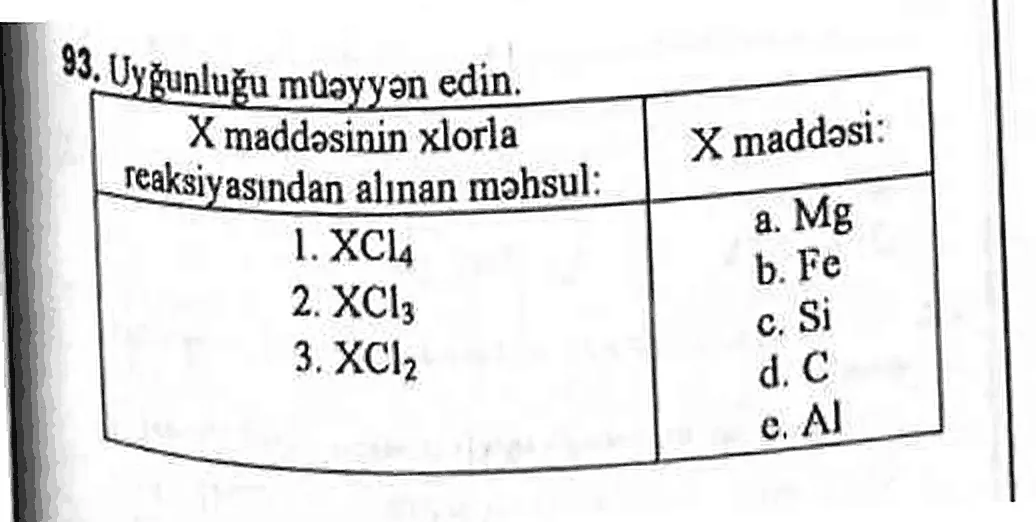 93. Uyğunluğu müəyyən edin.
X maddəsinin xlorla
reaksiyasından alınan məhsul:
X maddəsi:
1. XCl₄
2. XCl₃
3. XCl₂
a. Mg
b. Fe
c. Si
d. C
e. Al